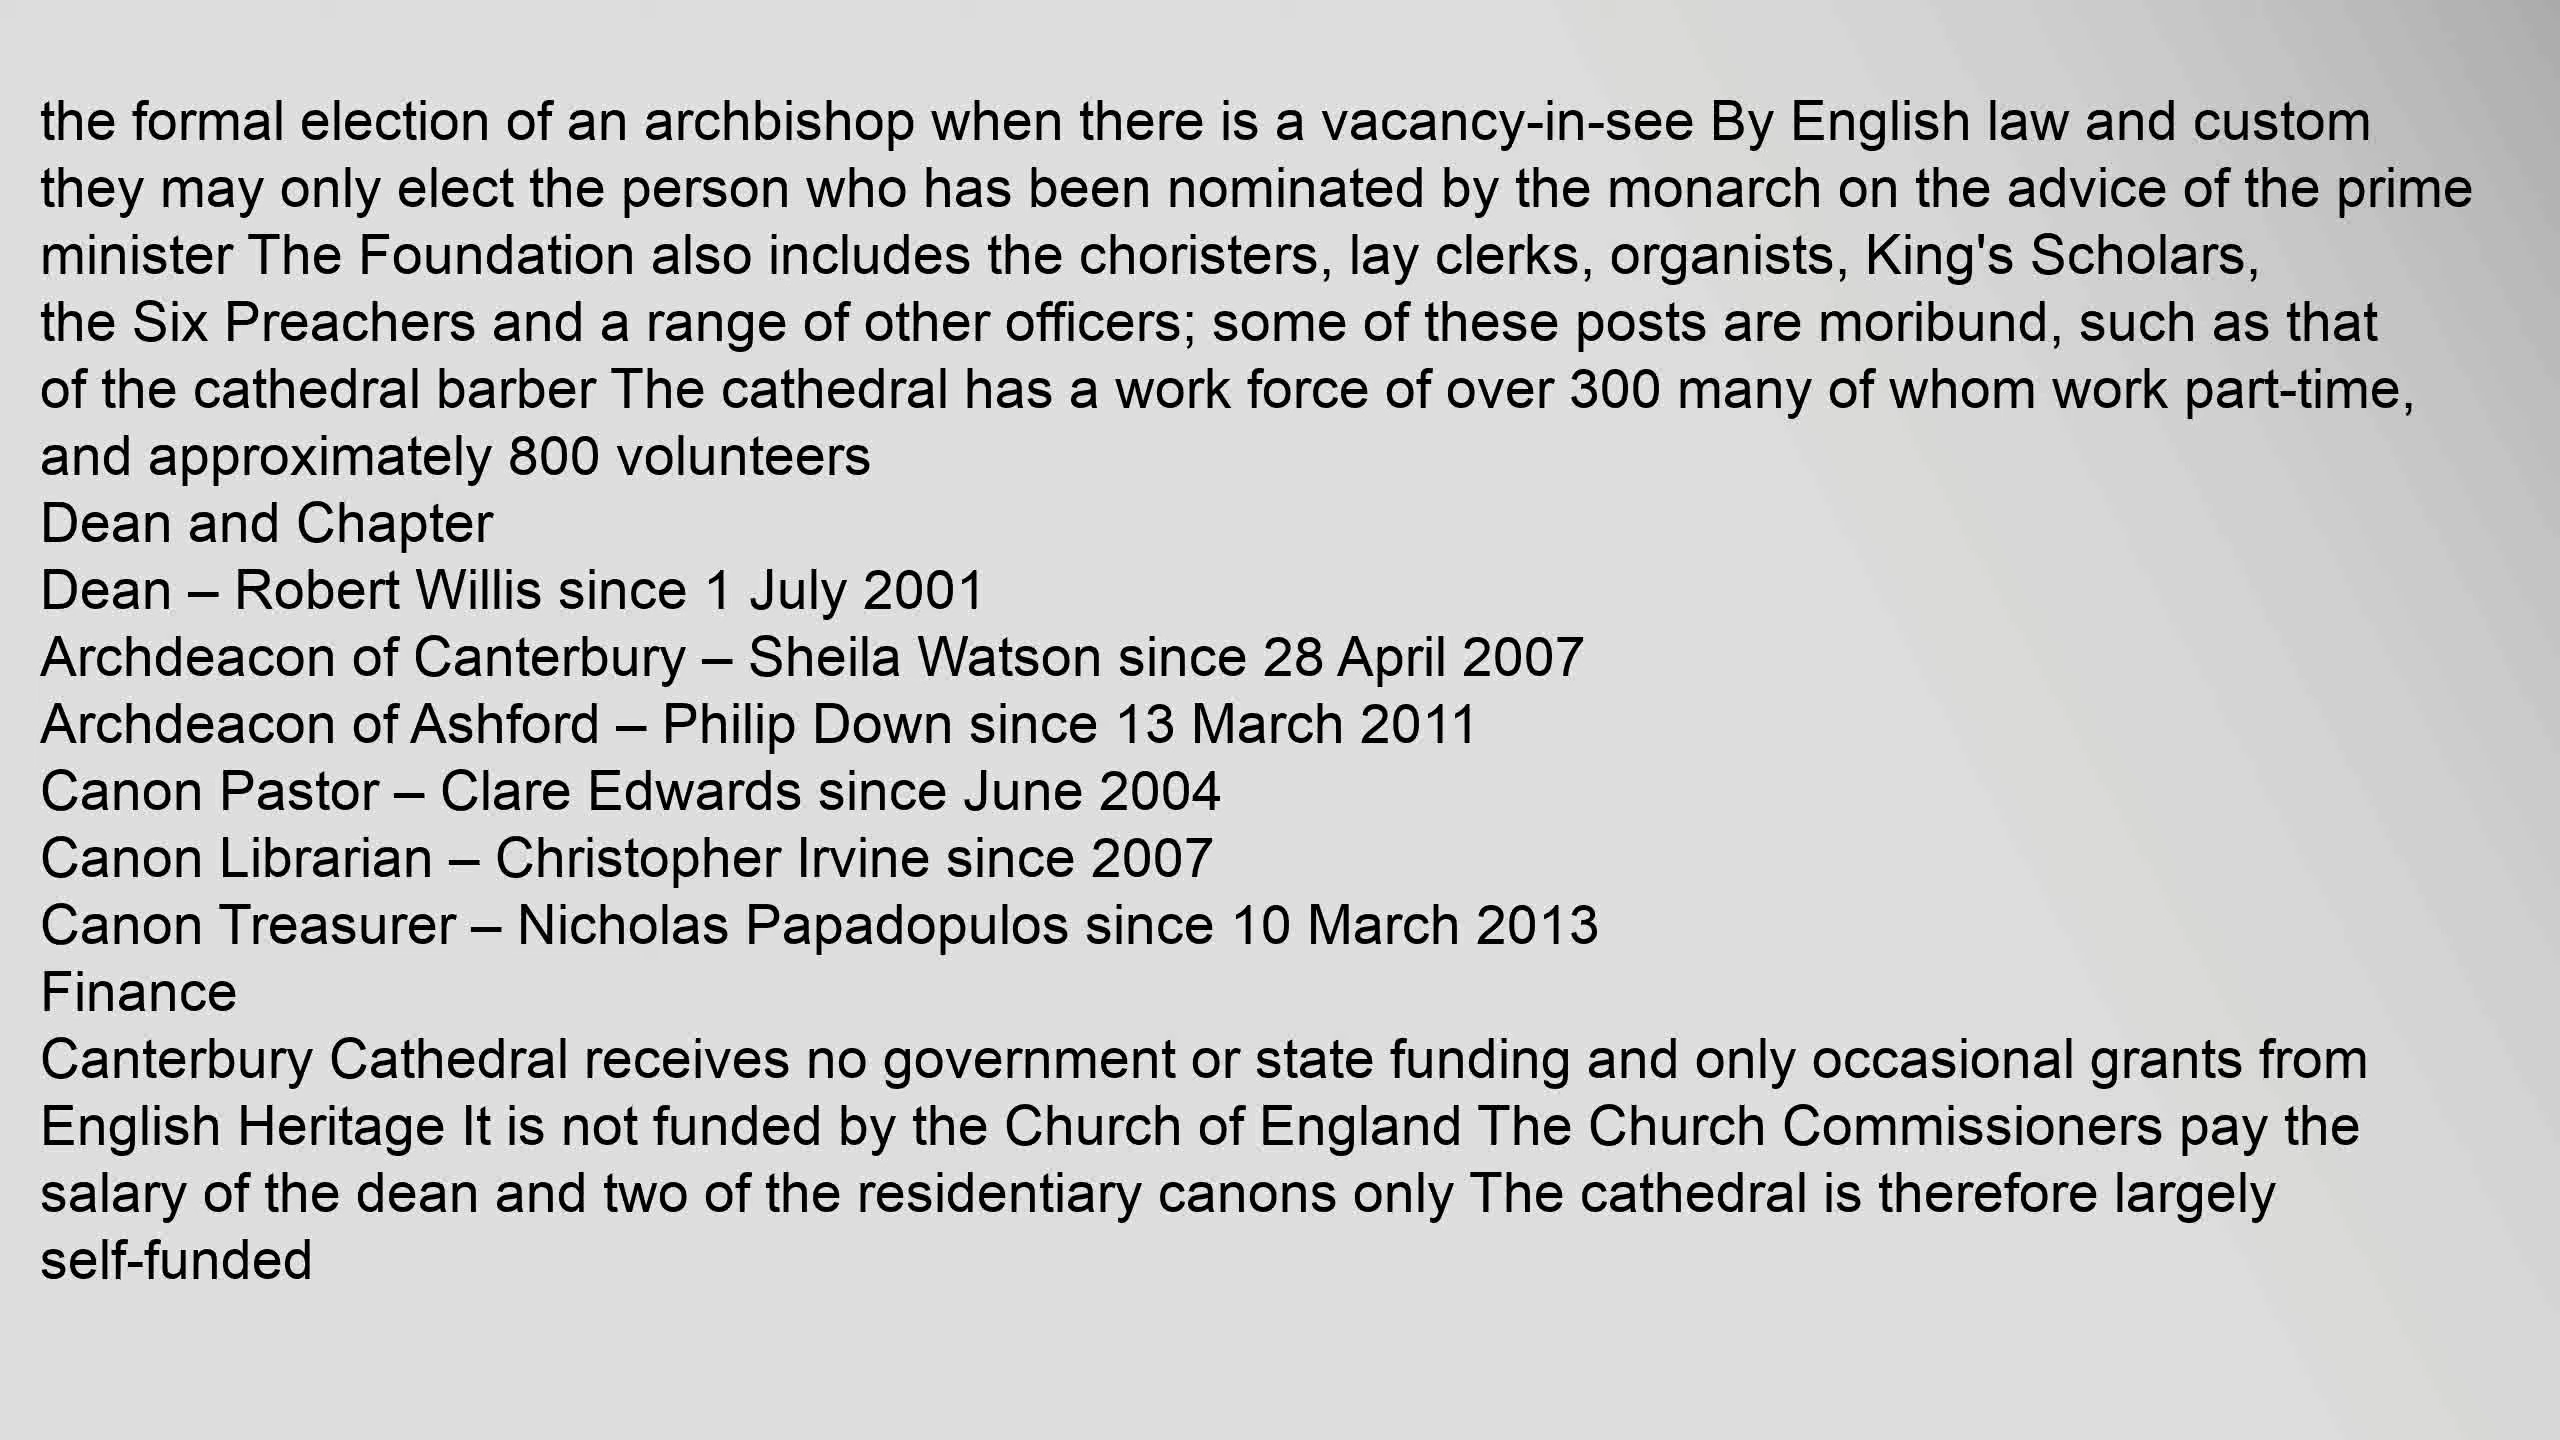 the formal election of an archbishop when there is a vacancy-in-see By English law and custom
they may only elect the person who has been nominated by the monarch on the advice of the prime
minister The Foundation also includes the choristers, lay clerks, organists, King's Scholars,
the Six Preachers and a range of other officers; some of these posts are moribund, such as that
of the cathedral barber The cathedral has a work force of over 300 many of whom work part-time,
and approximately 800 volunteers
Dean and Chapter
Dean – Robert Willis since 1 July 2001
Archdeacon of Canterbury – Sheila Watson since 28 April 2007
Archdeacon of Ashford – Philip Down since 13 March 2011
Canon Pastor – Clare Edwards since June 2004
Canon Librarian – Christopher Irvine since 2007
Canon Treasurer – Nicholas Papadopulos since 10 March 2013
Finance
Canterbury Cathedral receives no government or state funding and only occasional grants from
English Heritage It is not funded by the Church of England The Church Commissioners pay the
salary of the dean and two of the residentiary canons only The cathedral is therefore largely
self-funded